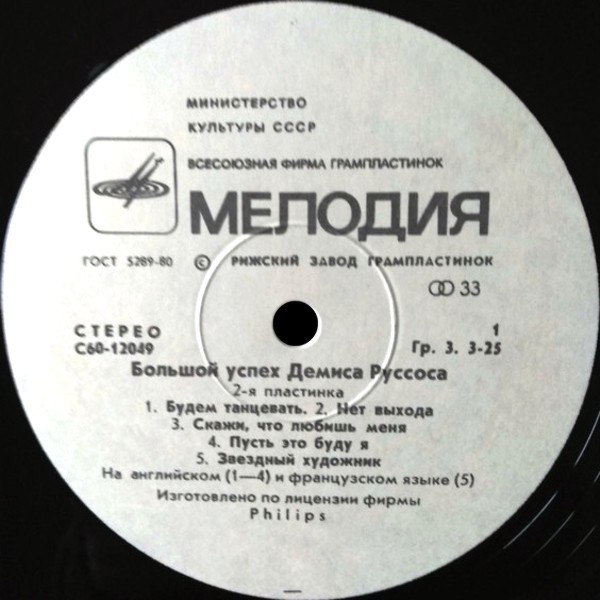 МИНИСТЕРСТВО
КУЛЬТУРЫ СССР
ВСЕСОЮЗНАЯ ФИРМА ГРАМПЛАСТИНОК
МЕЛОДИЯ
ГОСТ 5289-80 © РИЖСКИЙ ЗАВОД ГРАМПЛАСТИНОК
33
СТЕРЕО 1
С60-12049 Гр. 3. 3-25
Большой успех Демиса Руссоса
2-я пластинка
1. Будем танцевать. 2. Нет выхода
3. Скажи, что любишь меня
4. Пусть это буду я
5. Звездный художник
На английском (1—4) и французском языке (5)
Изготовлено по лицензии фирмы
Philips